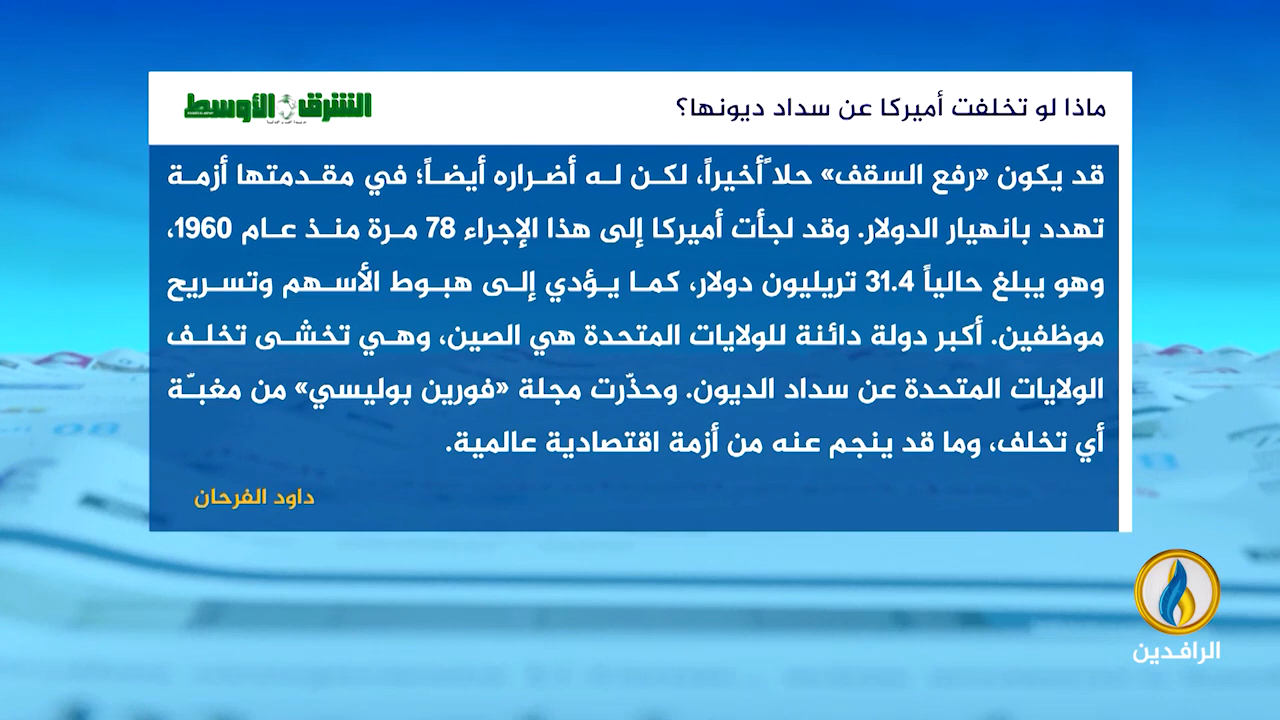 ماذا لو تخلفت أميركا عن سداد ديونها؟
الشرق الأوسط
قد يكون «رفع السقف» حلاً أخيراً، لكن له أضراره أيضاً؛ في مقدمتها أزمة
تهدد بانهيار الدولار. وقد لجأت أميركا إلى هذا الإجراء 78 مرة منذ عام 1960،
وهو يبلغ حالياً 31.4 تريليون دولار، كما يؤدي إلى هبوط الأسهم وتسريح
موظفين. أكبر دولة دائنة للولايات المتحدة هي الصين، وهي تخشى تخلف
الولايات المتحدة عن سداد الديون. وحذّرت مجلة «فورين بوليسي» من مغبّة
أي تخلف، وما قد ينجم عنه من أزمة اقتصادية عالمية.
داود الفرحان
الرافدين